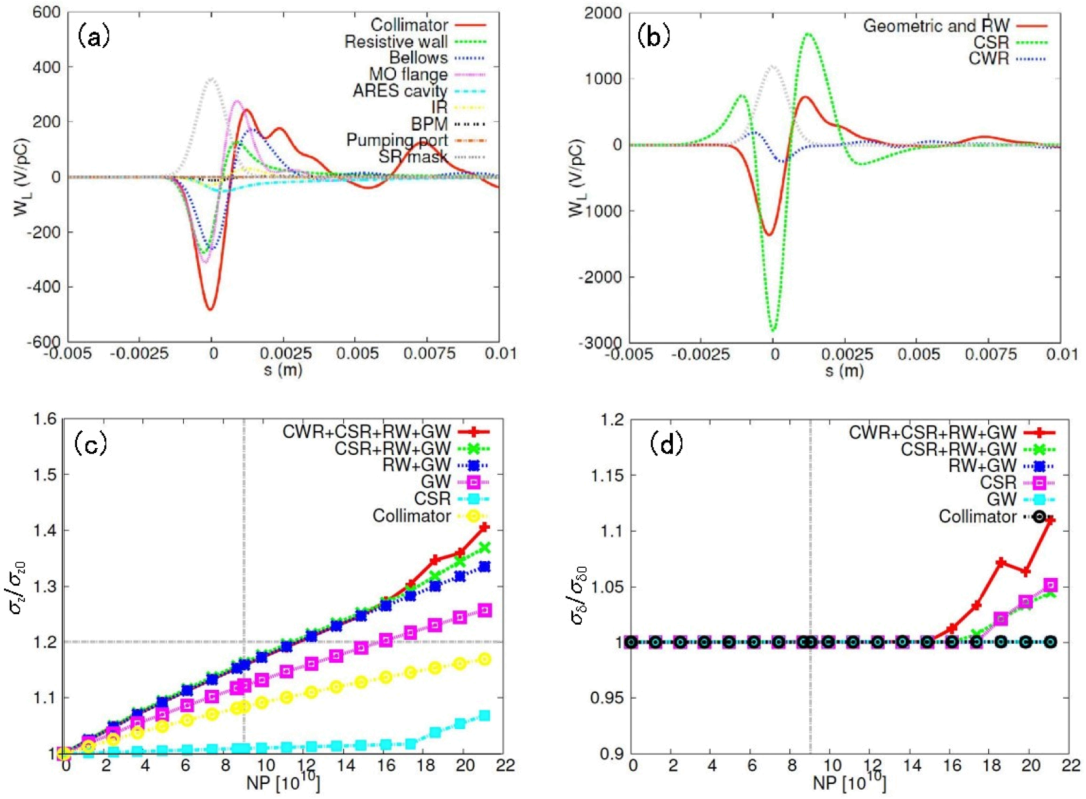 (a)
600
400
200
0
-200
-400
-600
W_L (V/pC)
Collimator
Resistive wall
Bellows
MO flange
ARES cavity
IR
BPM
Pumping port
SR mask
-0.005 -0.0025 0 0.0025 0.005 0.0075 0.01
s (m)
(b)
2000
1000
0
-1000
-2000
-3000
W_L (V/pC)
Geometric and RW
CSR
CWR
-0.005 -0.0025 0 0.0025 0.005 0.0075 0.01
s (m)
(c)
1.6
1.5
1.4
1.3
1.2
1.1
1
σ_z/σ_z0
CWR+CSR+RW+GW
CSR+RW+GW
RW+GW
GW
CSR
Collimator
0 2 4 6 8 10 12 14 16 18 20 22
NP [10^10]
(d)
1.2
1.15
1.1
1.05
1
0.95
0.9
σ_δ/σ_δ0
CWR+CSR+RW+GW
CSR+RW+GW
RW+GW
CSR
GW
Collimator
0 2 4 6 8 10 12 14 16 18 20 22
NP [10^10]